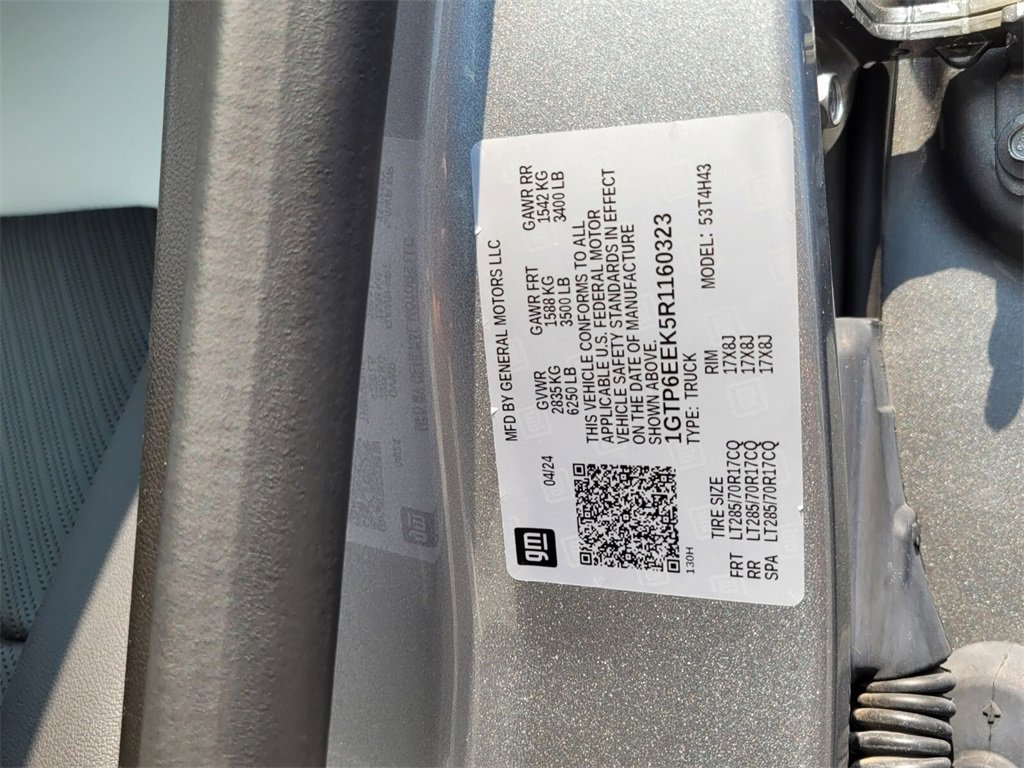 gm
MFD BY GENERAL MOTORS LLC
04/24
GVWR GAWR FRT GAWR RR
2835 KG 1588 KG 1542 KG
6250 LB 3500 LB 3400 LB
THIS VEHICLE CONFORMS TO ALL
APPLICABLE U.S. FEDERAL MOTOR
VEHICLE SAFETY STANDARDS IN EFFECT
ON THE DATE OF MANUFACTURE
SHOWN ABOVE.
1GTP6EEK5R1160323
TYPE: TRUCK MODEL: 53T4H43
130H
TIRE SIZE RIM
FRT LT285/70R17CQ 17X8J
RR LT285/70R17CQ 17X8J
SPA LT285/70R17CQ 17X8J